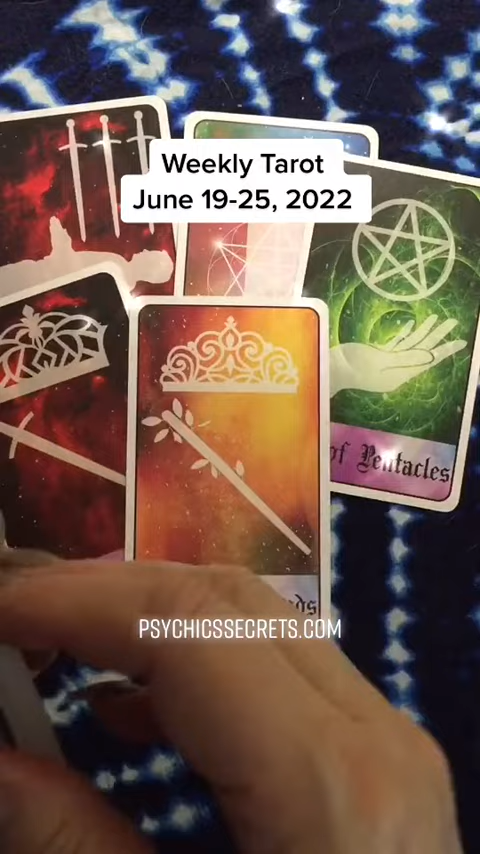 Weekly Tarot
June 19-25, 2022
of Pentacles
PSYCHICSSECRETS.COM